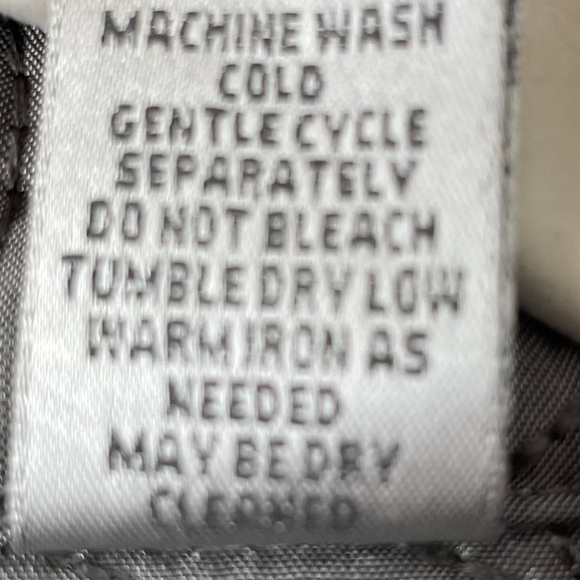 MACHINE WASH
COLD
GENTLE CYCLE
SEPARATELY
DO NOT BLEACH
TUMBLE DRY LOW
WARM IRON AS
NEEDED
MAY BE DRY
CLEANED